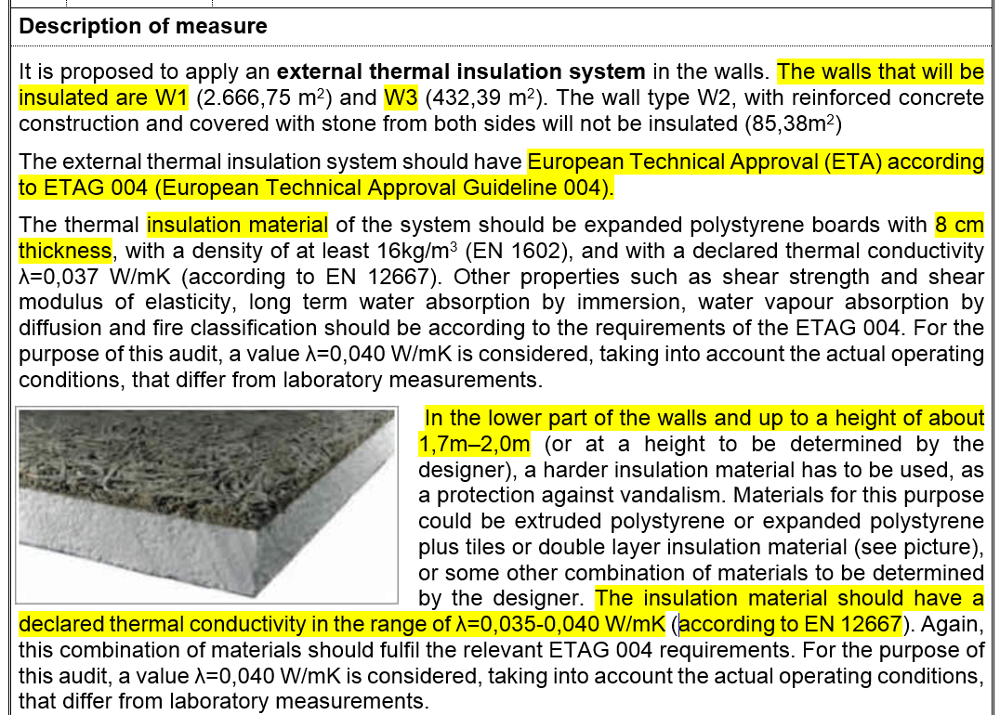 Description of measure
It is proposed to apply an external thermal insulation system in the walls. The walls that will be
insulated are W1 (2.666,75 m²) and W3 (432,39 m²). The wall type W2, with reinforced concrete
construction and covered with stone from both sides will not be insulated (85,38m²)
The external thermal insulation system should have European Technical Approval (ETA) according
to ETAG 004 (European Technical Approval Guideline 004).
The thermal insulation material of the system should be expanded polystyrene boards with 8 cm
thickness, with a density of at least 16kg/m³ (EN 1602), and with a declared thermal conductivity
λ=0,037 W/mK (according to EN 12667). Other properties such as shear strength and shear
modulus of elasticity, long term water absorption by immersion, water vapour absorption by
diffusion and fire classification should be according to the requirements of the ETAG 004. For the
purpose of this audit, a value λ=0,040 W/mK is considered, taking into account the actual operating
conditions, that differ from laboratory measurements.
In the lower part of the walls and up to a height of about
1,7m–2,0m (or at a height to be determined by the
designer), a harder insulation material has to be used, as
a protection against vandalism. Materials for this purpose
could be extruded polystyrene or expanded polystyrene
plus tiles or double layer insulation material (see picture),
or some other combination of materials to be determined
by the designer. The insulation material should have a
declared thermal conductivity in the range of λ=0,035-0,040 W/mK (according to EN 12667). Again,
this combination of materials should fulfil the relevant ETAG 004 requirements. For the purpose of
this audit, a value λ=0,040 W/mK is considered, taking into account the actual operating conditions,
that differ from laboratory measurements.